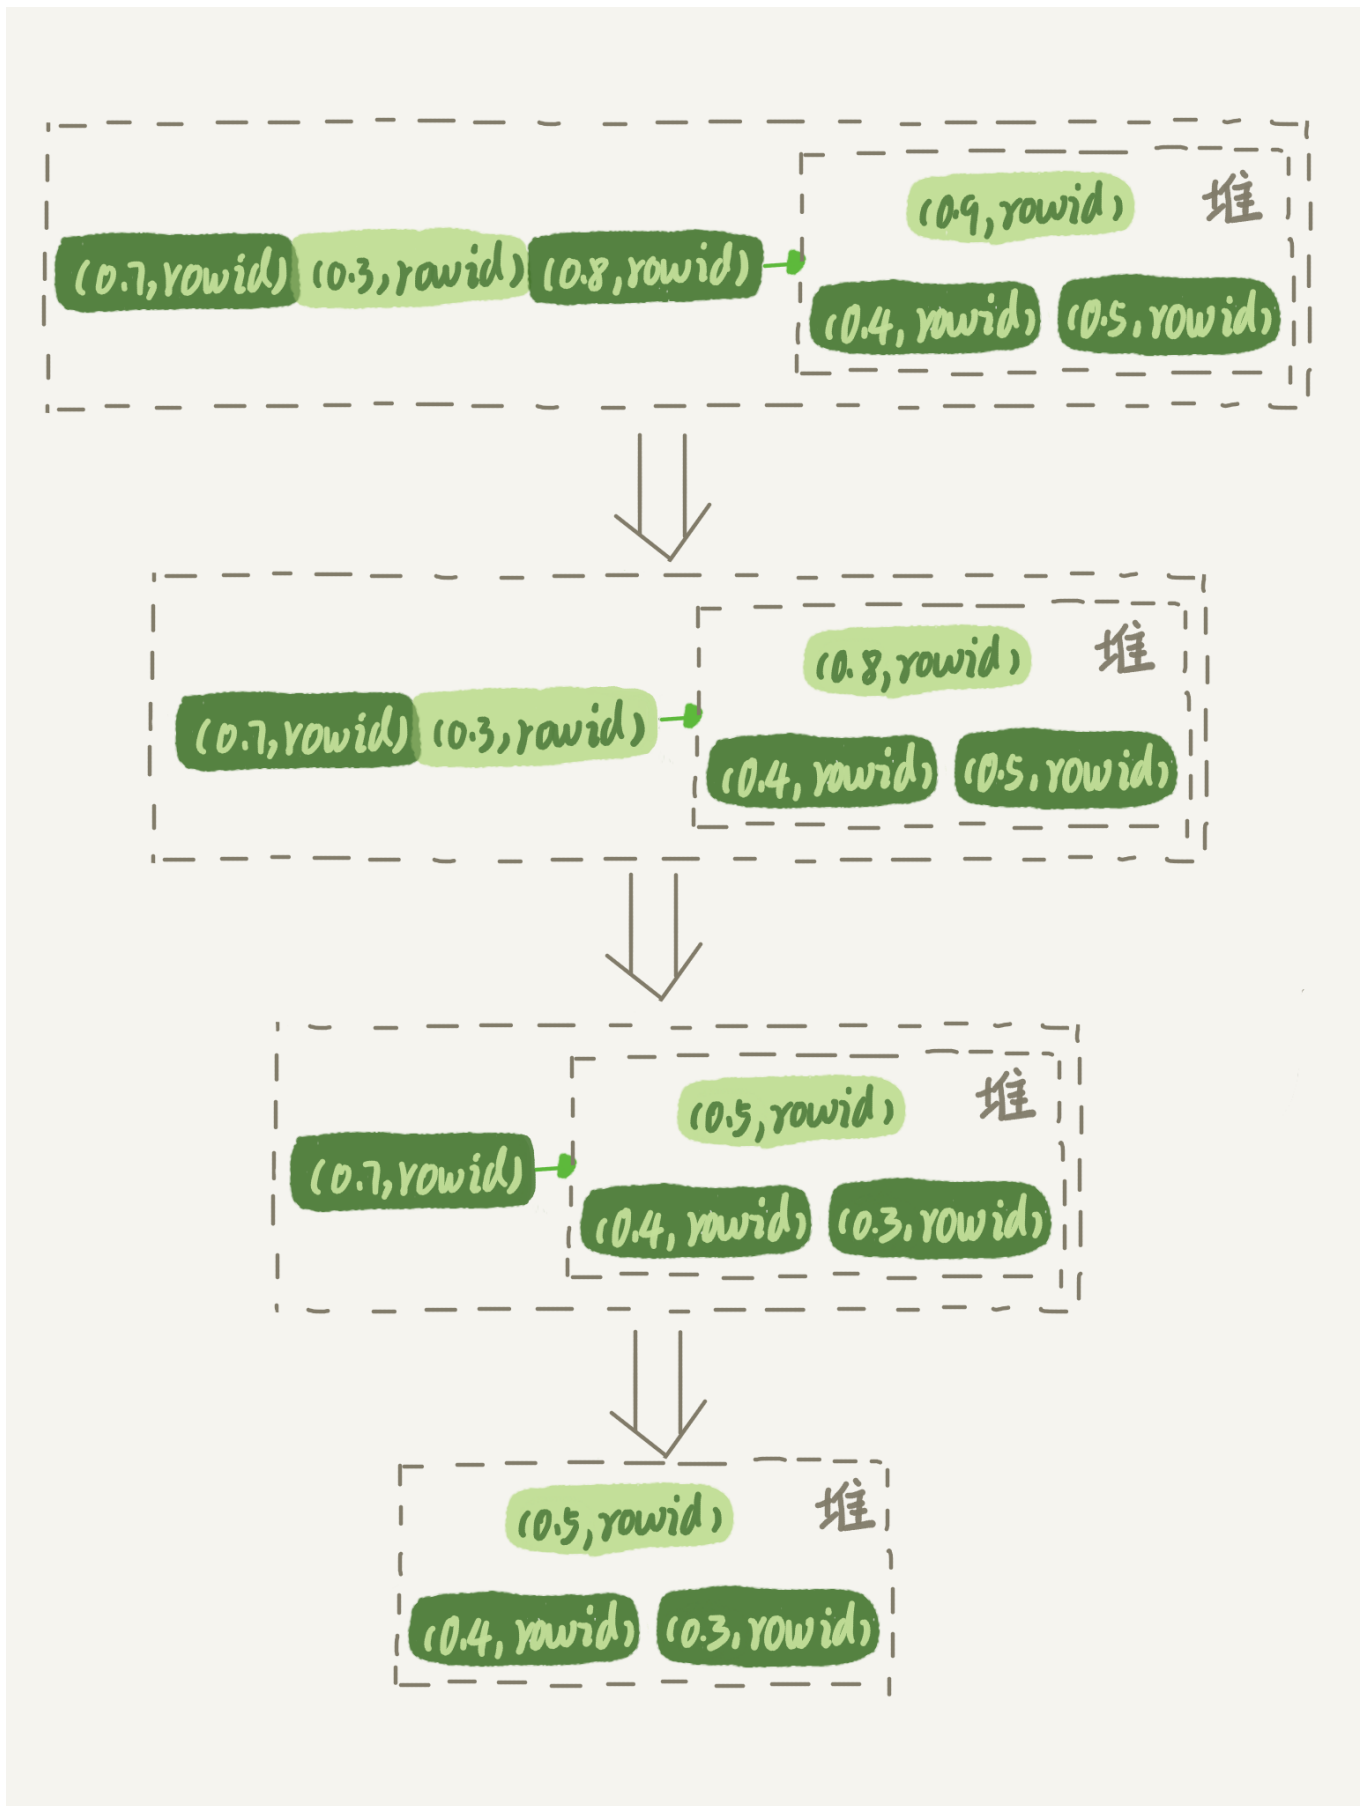 (0.9,rowid) 堆
(0.7,rowid) (0.3,rowid) (0.8,rowid)
(0.4,rowid) (0.5,rowid)
(0.8,rowid) 堆
(0.7,rowid) (0.3,rowid)
(0.4,rowid) (0.5,rowid)
(0.5,rowid) 堆
(0.7,rowid)
(0.4,rowid) (0.3,rowid)
(0.5,rowid) 堆
(0.4,rowid) (0.3,rowid)